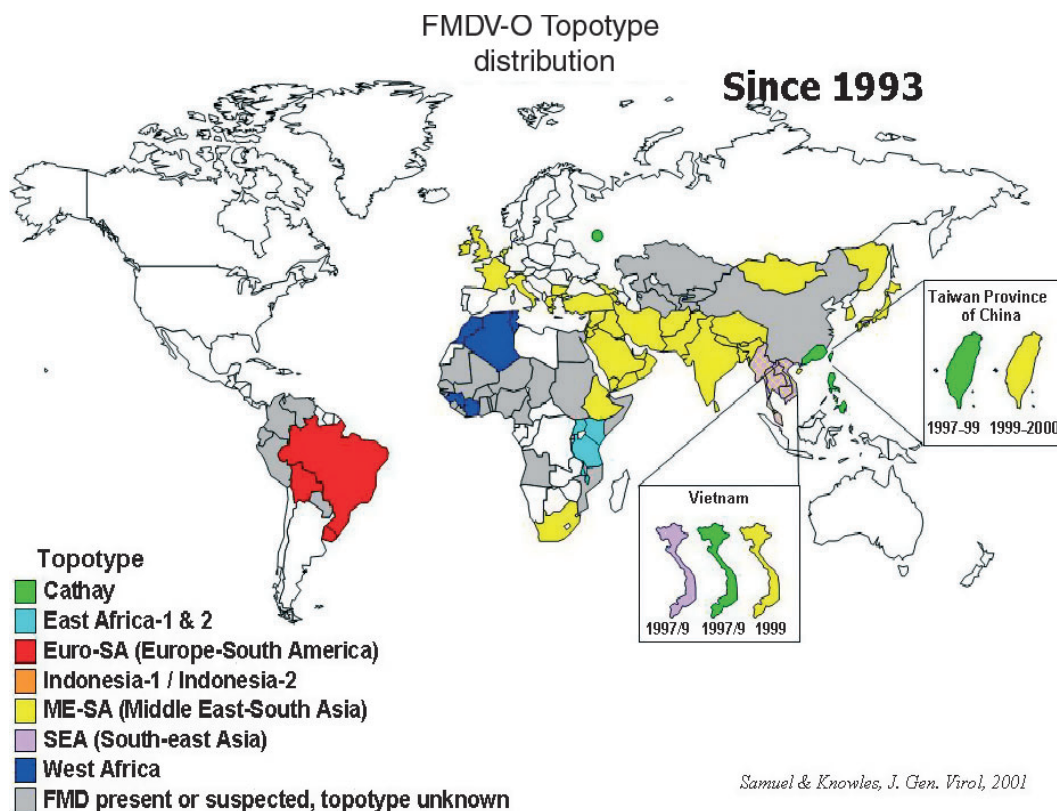 FMDV-O Topotype
distribution
Since 1993
Taiwan Province
of China
1997-99
1999-2000
Vietnam
1997/9
1997/9
1999
Topotype
Cathay
East Africa-1 & 2
Euro-SA (Europe-South America)
Indonesia-1 / Indonesia-2
ME-SA (Middle East-South Asia)
SEA (South-east Asia)
West Africa
FMD present or suspected, topotype unknown
Samuel & Knowles, J. Gen. Virol, 2001